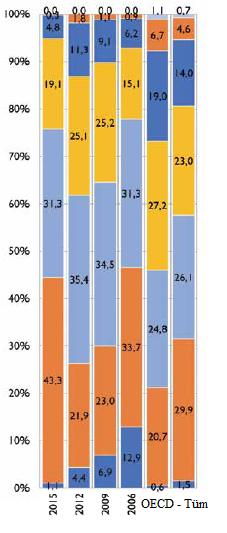 100% 0,0 0,0 0,0 0,0 1,1 0,7
0,3 1,8 1,1 0,9 6,7 4,6
4,8 11,3 9,1 6,2 19,0 14,0
90%
80% 19,1 25,1 25,2 15,1 27,2 23,0
70%
60%
50% 31,3 35,4 34,5 31,3 24,8 26,1
40%
30%
20% 43,3 21,9 23,0 33,7 20,7 29,9
10%
0% 1,1 4,4 6,9 12,9 0,6 1,5
2015 2012 2009 2006 OECD - Tüm